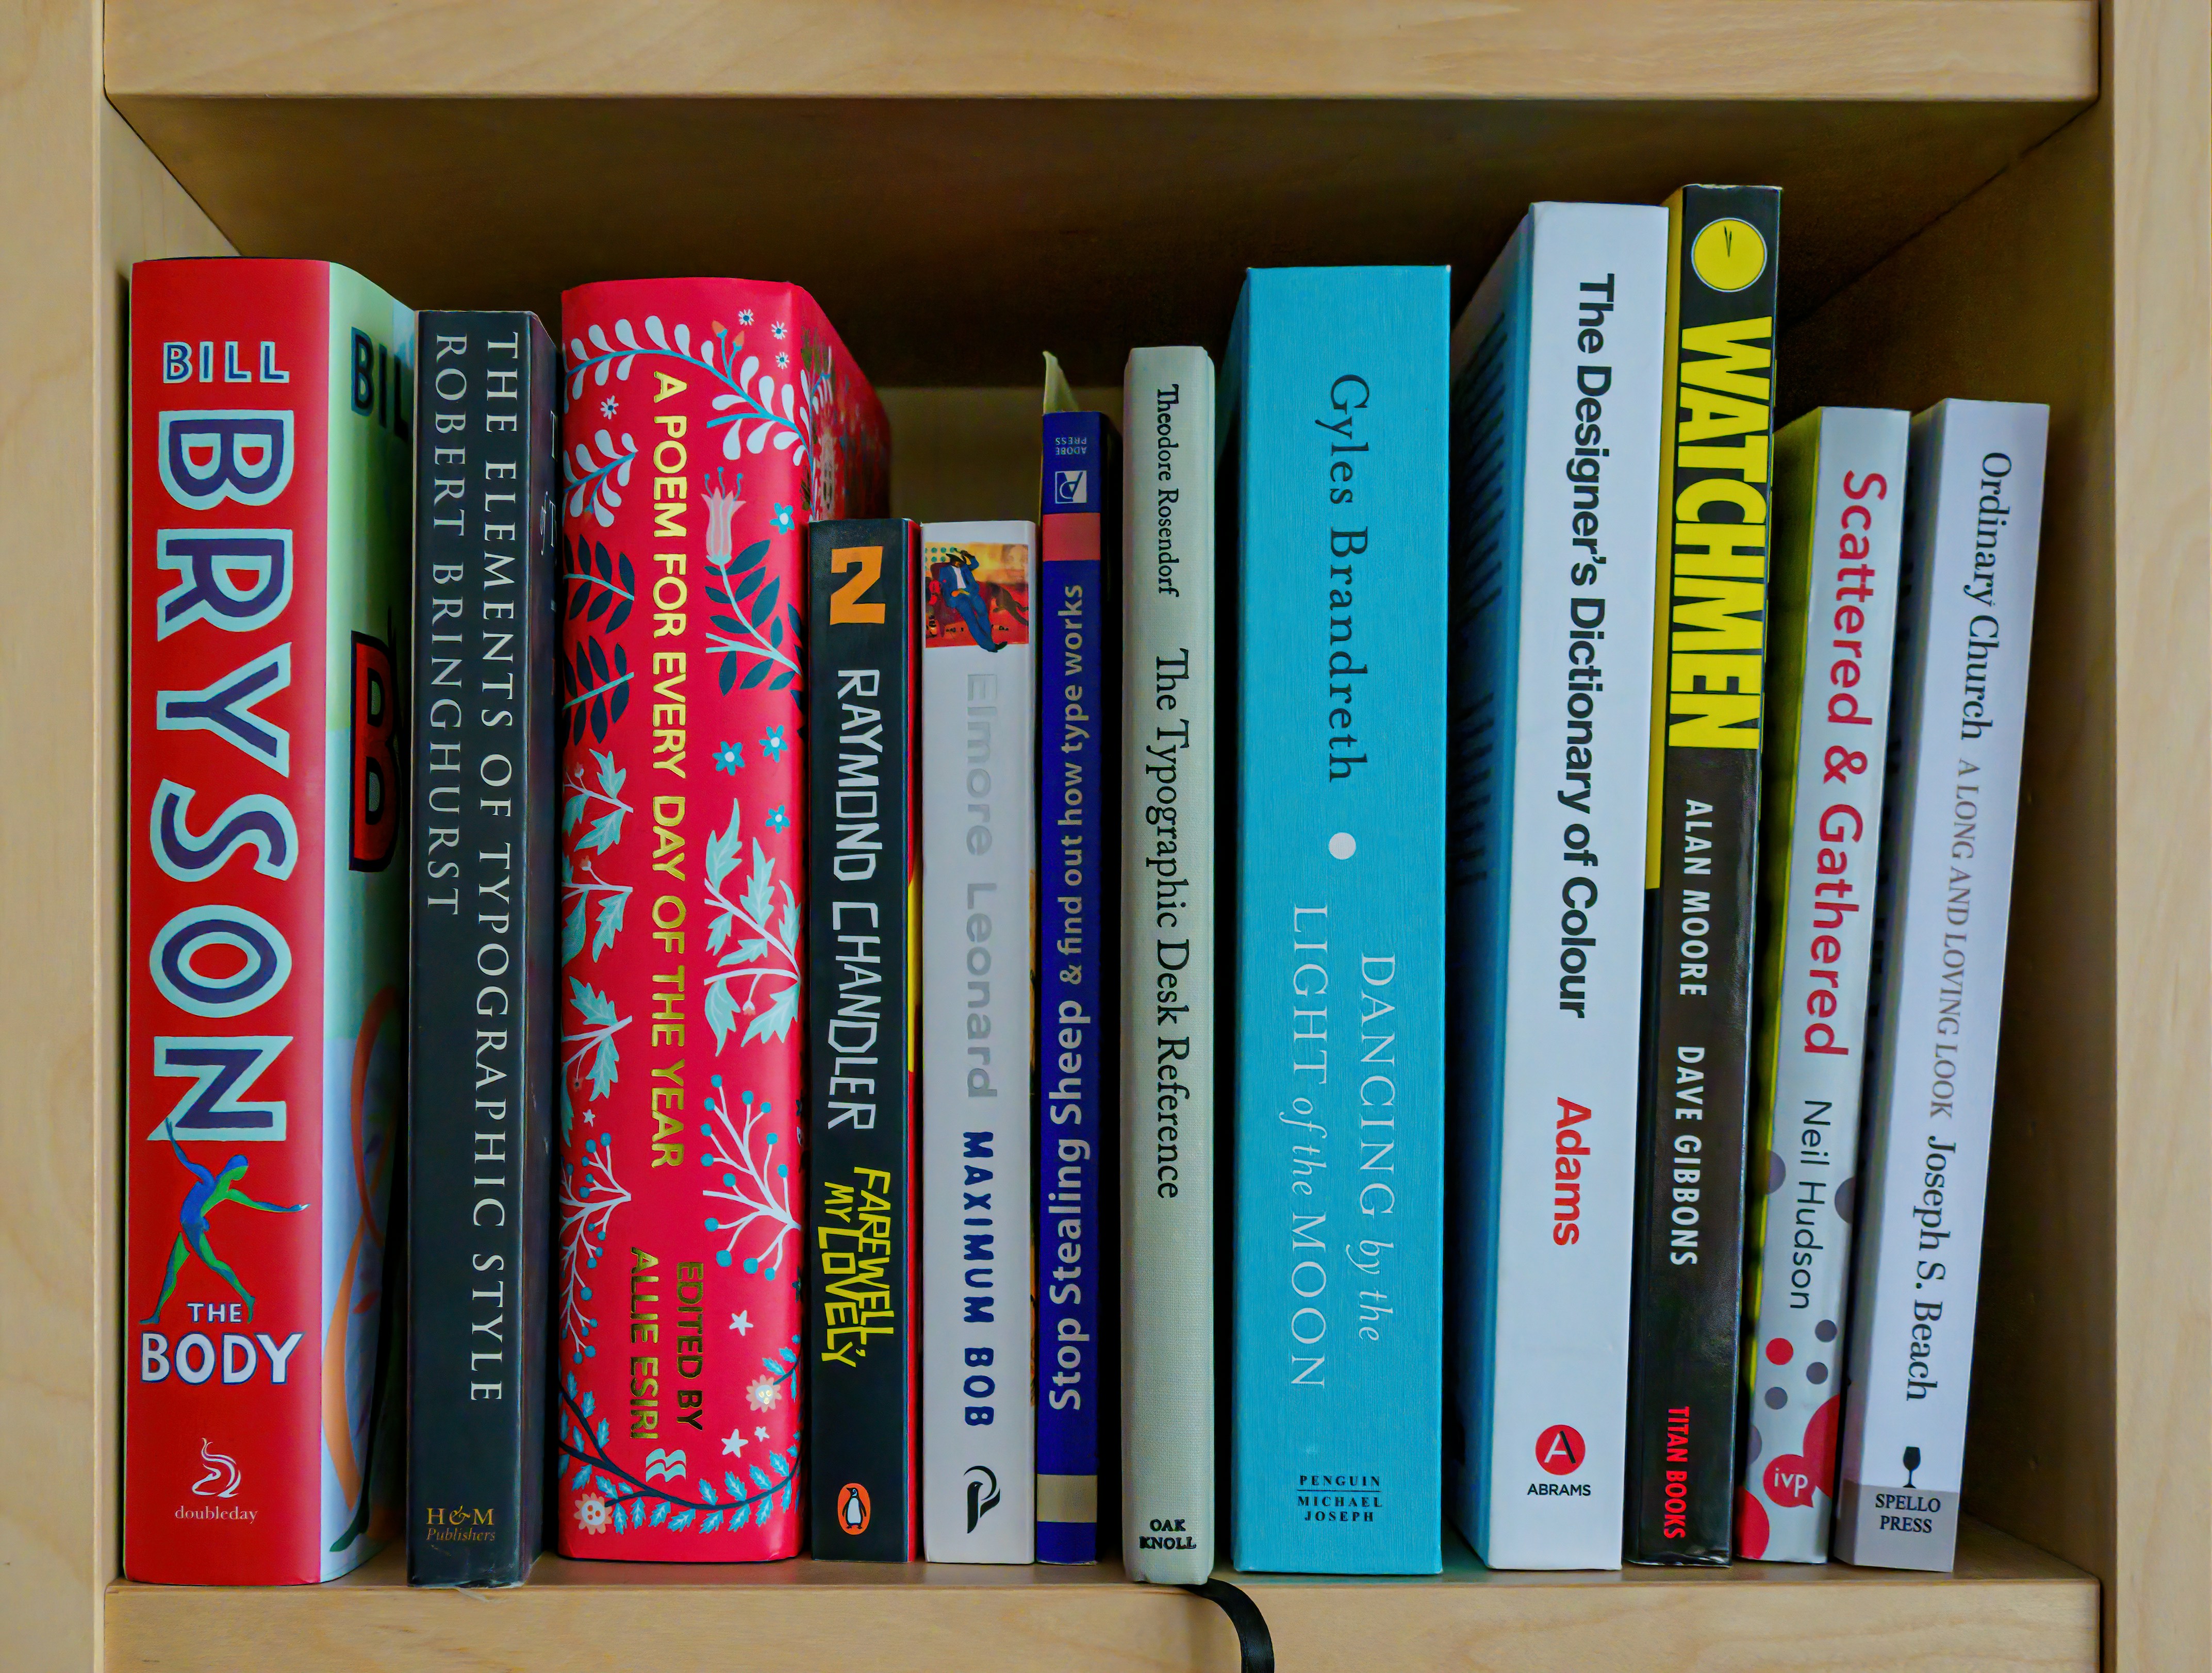 BILL
BRYSON
THE
BODY
doubleday
BIL
B
THE ELEMENTS OF TYPOGRAPHIC STYLE
ROBERT BRINGHURST
H&M
Publishers
A POEM FOR EVERY DAY OF THE YEAR
EDITED BY
ALLIE ESIRI
2
RAYMOND CHANDLER
FAREWELL,
MY LOVELY
Elmore Leonard
MAXIMUM BOB
Stop Stealing Sheep & find out how type works
ADOBE
PRESS
Theodore Rosendorf
The Typographic Desk Reference
OAK
KNOLL
Gyles Brandreth
DANCING by the
LIGHT of the MOON
PENGUIN
MICHAEL
JOSEPH
The Designer's Dictionary of Colour
Adams
A
ABRAMS
WATCHMEN
ALAN MOORE
DAVE GIBBONS
TITAN BOOKS
Scattered & Gathered
Neil Hudson
ivp
Ordinary Church
A LONG AND LOVING LOOK
Joseph S. Beach
SPELLO
PRESS